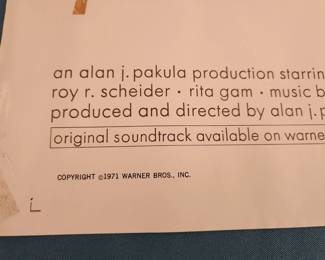 an alan j. pakula production starrin
roy r. scheider · rita gam · music b
produced and directed by alan j. p
original soundtrack available on warne
COPYRIGHT ©1971 WARNER BROS., INC.